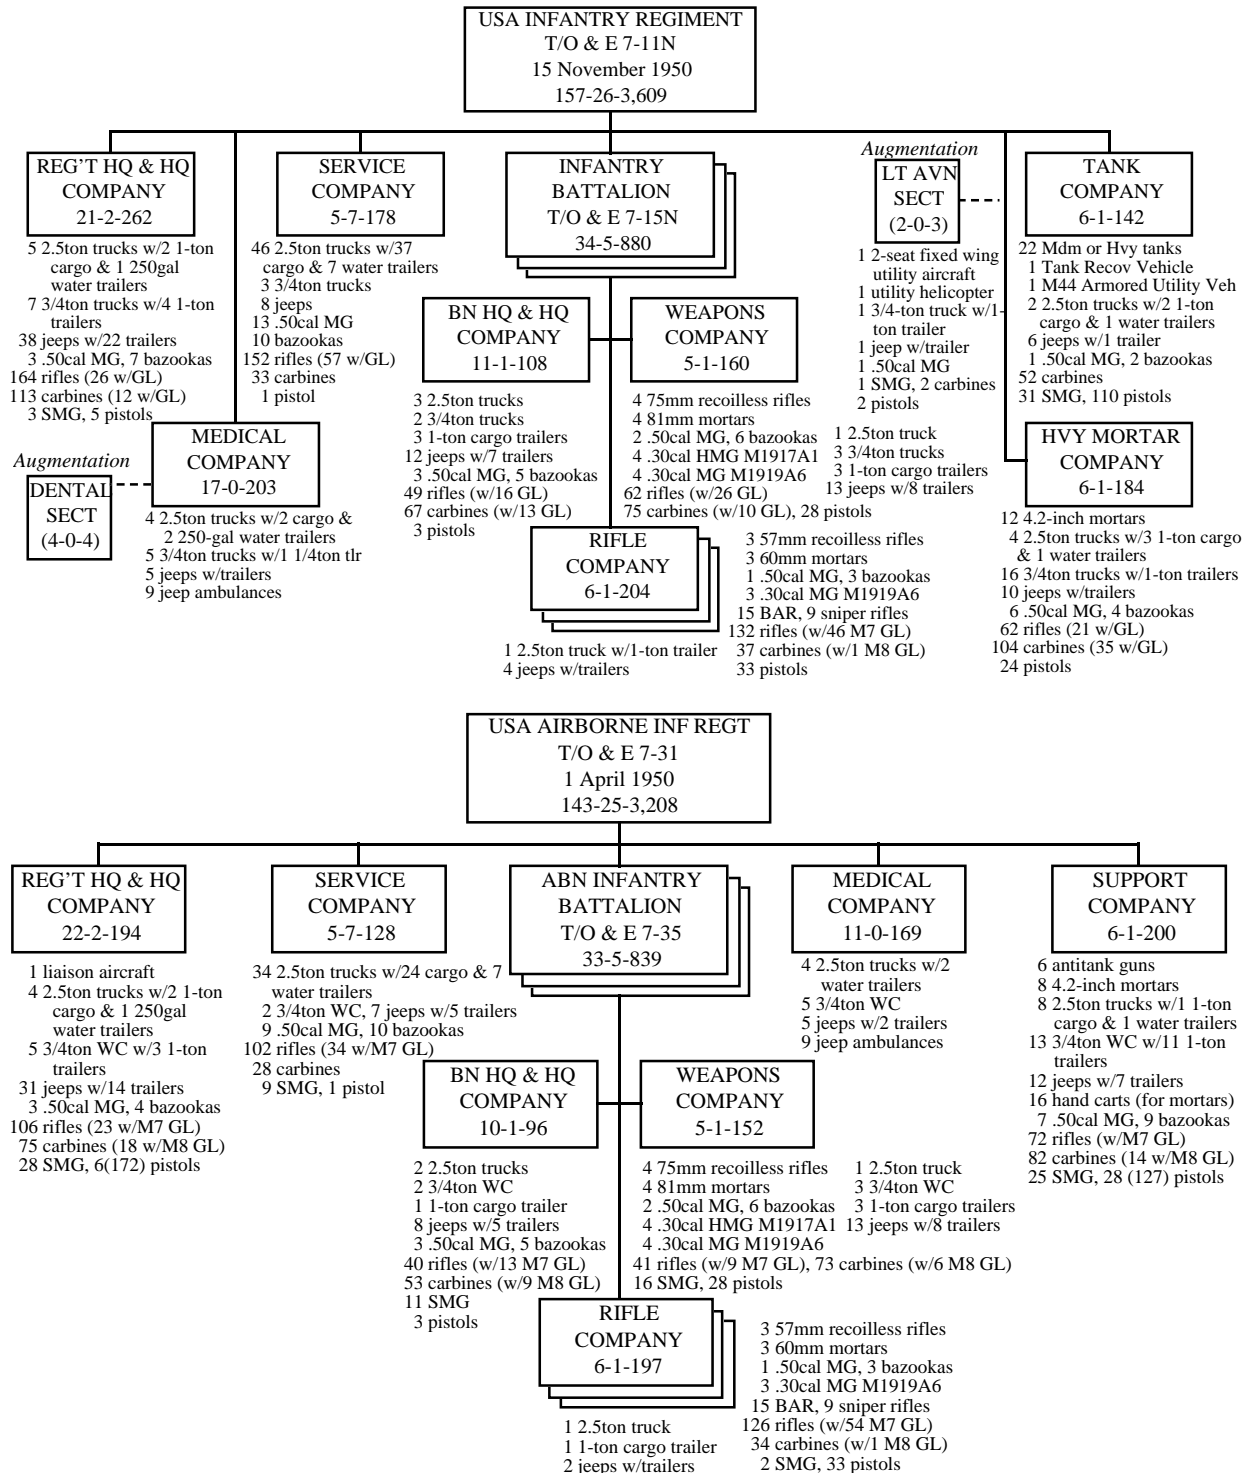 USA INFANTRY REGIMENT
T/O & E 7-11N
15 November 1950
157-26-3,609
REG'T HQ & HQ
COMPANY
21-2-262
5 2.5ton trucks w/2 1-ton
cargo & 1 250gal
water trailers
7 3/4ton trucks w/4 1-ton
trailers
38 jeeps w/22 trailers
3 .50cal MG, 7 bazookas
164 rifles (26 w/GL)
113 carbines (12 w/GL)
3 SMG, 5 pistols
SERVICE
COMPANY
5-7-178
46 2.5ton trucks w/37
cargo & 7 water trailers
3 3/4ton trucks
8 jeeps
13 .50cal MG
10 bazookas
152 rifles (57 w/GL)
33 carbines
1 pistol
INFANTRY
BATTALION
T/O & E 7-15N
34-5-880
Augmentation
LT AVN
SECT
(2-0-3)
1 2-seat fixed wing
utility aircraft
1 utility helicopter
1 3/4-ton truck w/1-
ton trailer
1 jeep w/trailer
1 .50cal MG
1 SMG, 2 carbines
2 pistols
TANK
COMPANY
6-1-142
22 Mdm or Hvy tanks
1 Tank Recov Vehicle
1 M44 Armored Utility Veh
2 2.5ton trucks w/2 1-ton
cargo & 1 water trailers
6 jeeps w/1 trailer
1 .50cal MG, 2 bazookas
52 carbines
31 SMG, 110 pistols
Augmentation
DENTAL
SECT
(4-0-4)
MEDICAL
COMPANY
17-0-203
4 2.5ton trucks w/2 cargo &
2 250-gal water trailers
5 3/4ton trucks w/1 1/4ton tlr
5 jeeps w/trailers
9 jeep ambulances
BN HQ & HQ
COMPANY
11-1-108
3 2.5ton trucks
2 3/4ton trucks
3 1-ton cargo trailers
12 jeeps w/7 trailers
3 .50cal MG, 5 bazookas
49 rifles (w/16 GL)
67 carbines (w/13 GL)
3 pistols
WEAPONS
COMPANY
5-1-160
4 75mm recoilless rifles
4 81mm mortars
2 .50cal MG, 6 bazookas
4 .30cal HMG M1917A1
4 .30cal MG M1919A6
62 rifles (w/26 GL)
75 carbines (w/10 GL), 28 pistols
1 2.5ton truck
3 3/4ton trucks
3 1-ton cargo trailers
13 jeeps w/8 trailers
HVY MORTAR
COMPANY
6-1-184
12 4.2-inch mortars
4 2.5ton trucks w/3 1-ton cargo
& 1 water trailers
16 3/4ton trucks w/1-ton trailers
10 jeeps w/trailers
6 .50cal MG, 4 bazookas
62 rifles (21 w/GL)
104 carbines (35 w/GL)
24 pistols
RIFLE
COMPANY
6-1-204
1 2.5ton truck w/1-ton trailer
4 jeeps w/trailers
3 57mm recoilless rifles
3 60mm mortars
1 .50cal MG, 3 bazookas
3 .30cal MG M1919A6
15 BAR, 9 sniper rifles
132 rifles (w/46 M7 GL)
37 carbines (w/1 M8 GL)
33 pistols
USA AIRBORNE INF REGT
T/O & E 7-31
1 April 1950
143-25-3,208
REG'T HQ & HQ
COMPANY
22-2-194
1 liaison aircraft
4 2.5ton trucks w/2 1-ton
cargo & 1 250gal
water trailers
5 3/4ton WC w/3 1-ton
trailers
31 jeeps w/14 trailers
3 .50cal MG, 4 bazookas
106 rifles (23 w/M7 GL)
75 carbines (18 w/M8 GL)
28 SMG, 6(172) pistols
SERVICE
COMPANY
5-7-128
34 2.5ton trucks w/24 cargo & 7
water trailers
2 3/4ton WC, 7 jeeps w/5 trailers
9 .50cal MG, 10 bazookas
102 rifles (34 w/M7 GL)
28 carbines
9 SMG, 1 pistol
ABN INFANTRY
BATTALION
T/O & E 7-35
33-5-839
MEDICAL
COMPANY
11-0-169
4 2.5ton trucks w/2
water trailers
5 3/4ton WC
5 jeeps w/2 trailers
9 jeep ambulances
SUPPORT
COMPANY
6-1-200
6 antitank guns
8 4.2-inch mortars
8 2.5ton trucks w/1 1-ton
cargo & 1 water trailers
13 3/4ton WC w/11 1-ton
trailers
12 jeeps w/7 trailers
16 hand carts (for mortars)
7 .50cal MG, 9 bazookas
72 rifles (w/M7 GL)
82 carbines (14 w/M8 GL)
25 SMG, 28 (127) pistols
BN HQ & HQ
COMPANY
10-1-96
2 2.5ton trucks
2 3/4ton WC
1 1-ton cargo trailer
8 jeeps w/5 trailers
3 .50cal MG, 5 bazookas
40 rifles (w/13 M7 GL)
53 carbines (w/9 M8 GL)
11 SMG
3 pistols
WEAPONS
COMPANY
5-1-152
4 75mm recoilless rifles
4 81mm mortars
2 .50cal MG, 6 bazookas
4 .30cal HMG M1917A1
4 .30cal MG M1919A6
41 rifles (w/9 M7 GL), 73 carbines (w/6 M8 GL)
16 SMG, 28 pistols
1 2.5ton truck
3 3/4ton WC
3 1-ton cargo trailers
13 jeeps w/8 trailers
RIFLE
COMPANY
6-1-197
1 2.5ton truck
1 1-ton cargo trailer
2 jeeps w/trailers
3 57mm recoilless rifles
3 60mm mortars
1 .50cal MG, 3 bazookas
3 .30cal MG M1919A6
15 BAR, 9 sniper rifles
126 rifles (w/54 M7 GL)
34 carbines (w/1 M8 GL)
2 SMG, 33 pistols